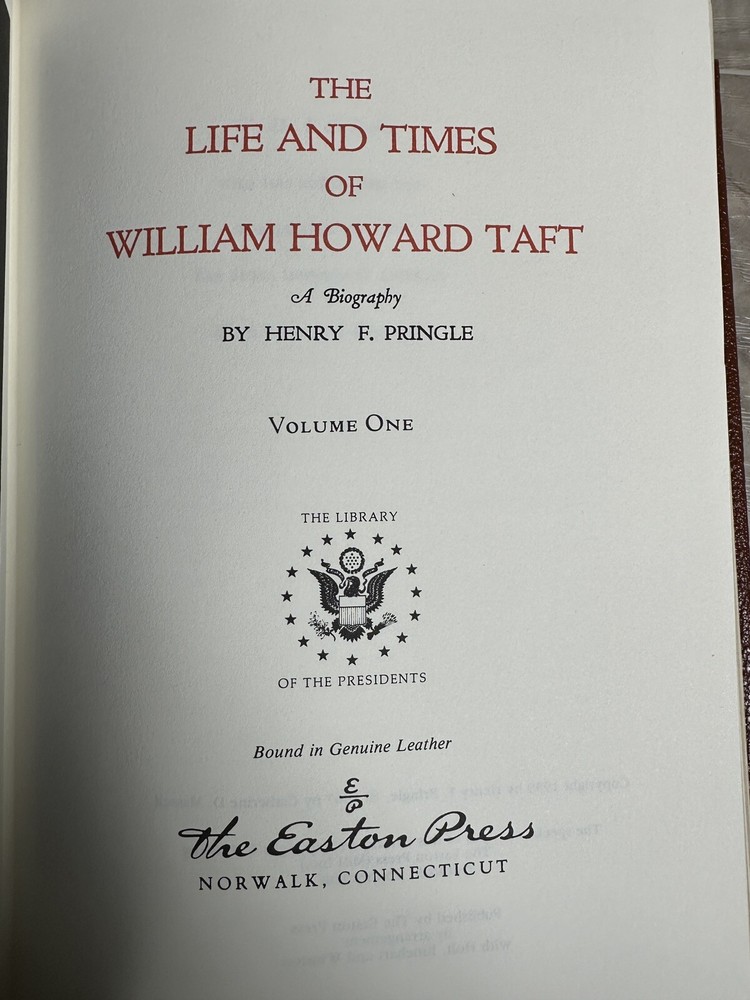 THE
LIFE AND TIMES
OF
WILLIAM HOWARD TAFT
A Biography
BY HENRY F. PRINGLE
VOLUME ONE
THE LIBRARY
OF THE PRESIDENTS
Bound in Genuine Leather
E
P
The Easton Press
NORWALK, CONNECTICUT